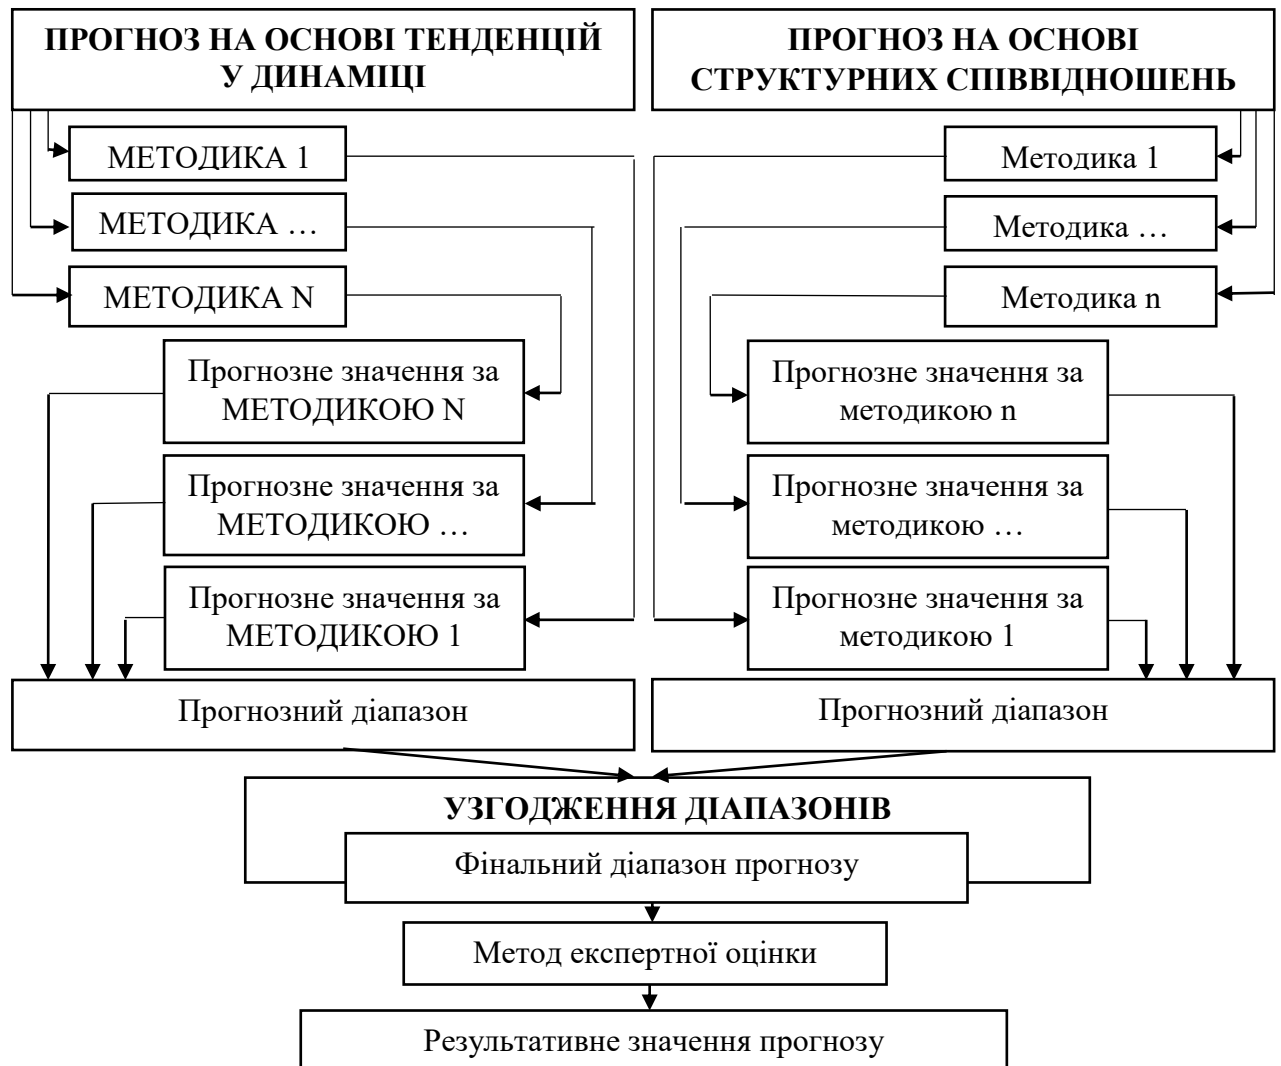 ПРОГНОЗ НА ОСНОВІ ТЕНДЕНЦІЙ
У ДИНАМІЦІ
ПРОГНОЗ НА ОСНОВІ
СТРУКТУРНИХ СПІВВІДНОШЕНЬ
МЕТОДИКА 1
МЕТОДИКА …
МЕТОДИКА N
Методика 1
Методика …
Методика n
Прогнозне значення за
МЕТОДИКОЮ N
Прогнозне значення за
МЕТОДИКОЮ …
Прогнозне значення за
МЕТОДИКОЮ 1
Прогнозне значення за
методикою n
Прогнозне значення за
методикою …
Прогнозне значення за
методикою 1
Прогнозний діапазон
Прогнозний діапазон
УЗГОДЖЕННЯ ДІАПАЗОНІВ
Фінальний діапазон прогнозу
Метод експертної оцінки
Результативне значення прогнозу